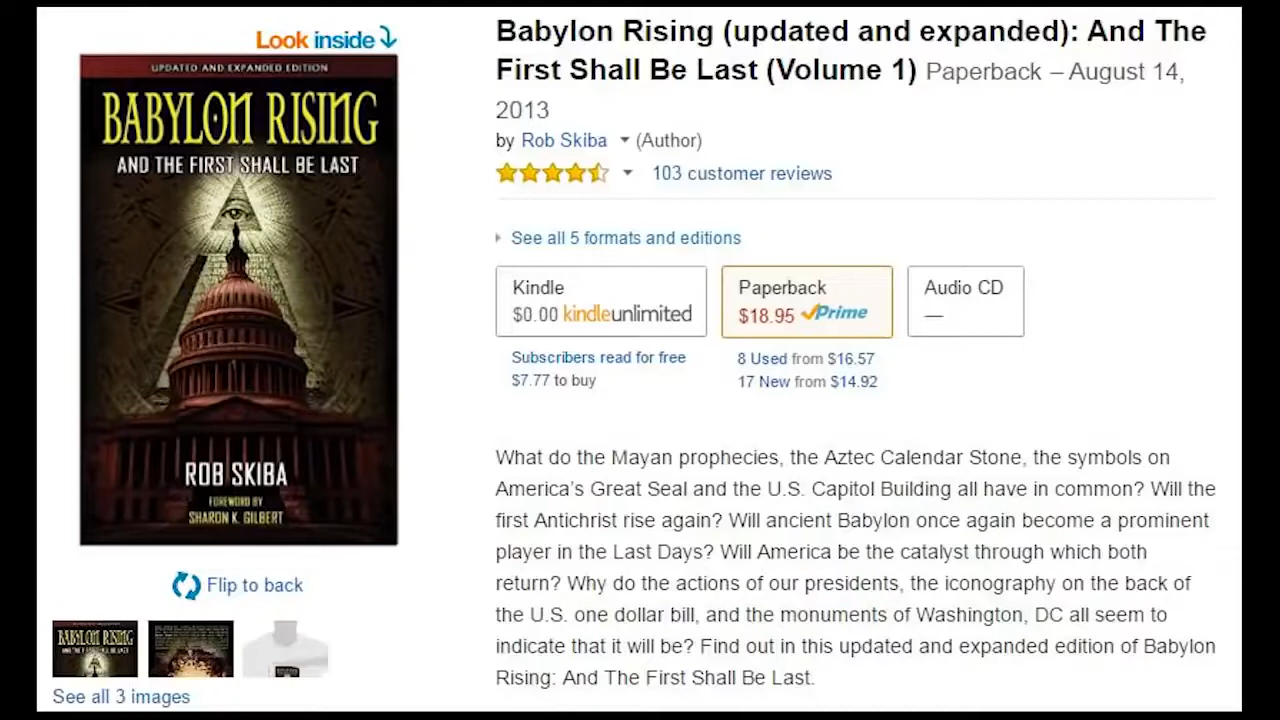 Look inside
UPDATED AND EXPANDED EDITION
BABYLON RISING
AND THE FIRST SHALL BE LAST
ROB SKIBA
FOREWORD BY
SHARON K. GILBERT
Flip to back
BABYLON RISING
AND THE FIRST SHALL BE LAST
See all 3 images
Babylon Rising (updated and expanded): And The
First Shall Be Last (Volume 1) Paperback – August 14,
2013
by Rob Skiba (Author)
103 customer reviews
See all 5 formats and editions
Kindle
$0.00 kindleunlimited
Subscribers read for free
$7.77 to buy
Paperback
$18.95 Prime
8 Used from $16.57
17 New from $14.92
Audio CD
—
What do the Mayan prophecies, the Aztec Calendar Stone, the symbols on
America's Great Seal and the U.S. Capitol Building all have in common? Will the
first Antichrist rise again? Will ancient Babylon once again become a prominent
player in the Last Days? Will America be the catalyst through which both
return? Why do the actions of our presidents, the iconography on the back of
the U.S. one dollar bill, and the monuments of Washington, DC all seem to
indicate that it will be? Find out in this updated and expanded edition of Babylon
Rising: And The First Shall Be Last.